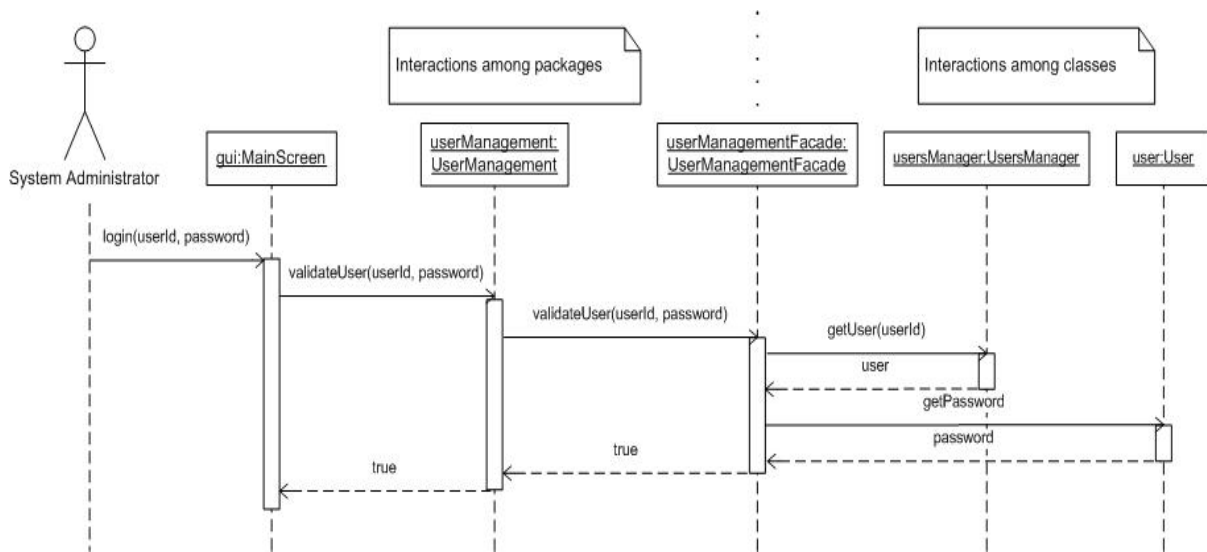 Interactions among packages
Interactions among classes
System Administrator
gui:MainScreen
userManagement:
UserManagement
userManagementFacade:
UserManagementFacade
usersManager:UsersManager
user:User
login(userId, password)
validateUser(userId, password)
validateUser(userId, password)
getUser(userId)
user
getPassword
password
true
true